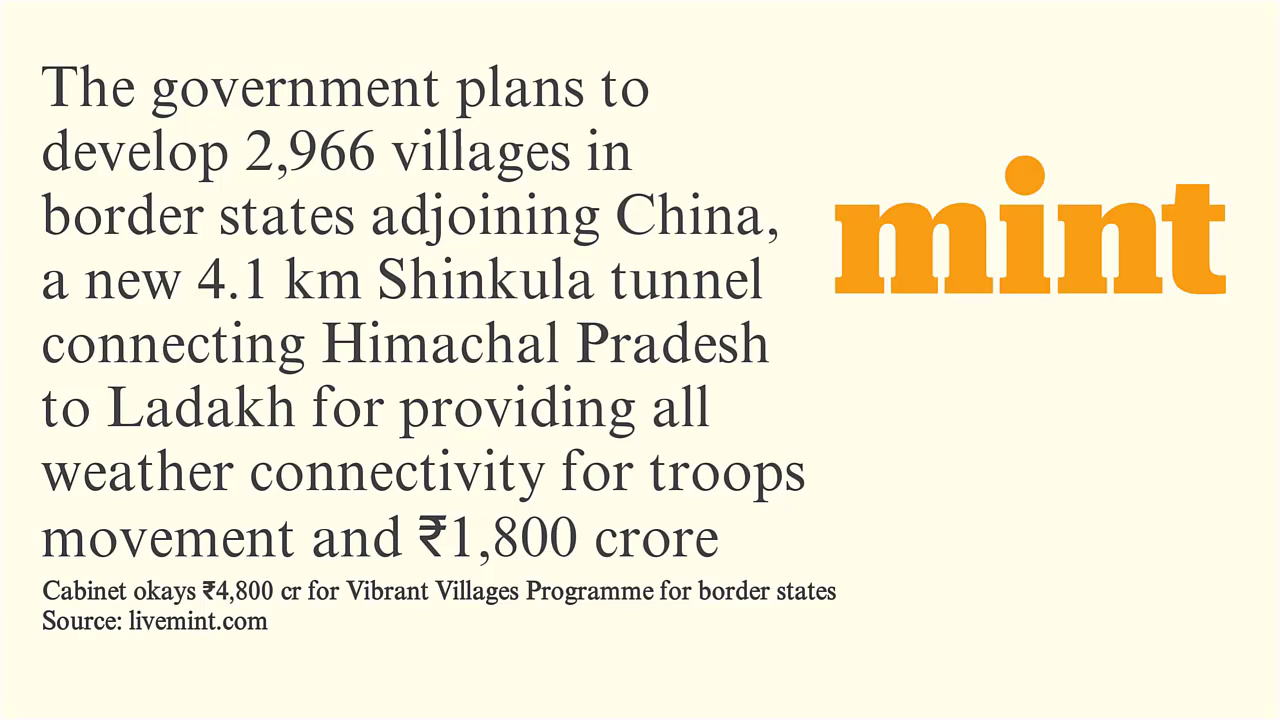 The government plans to
develop 2,966 villages in
border states adjoining China,
a new 4.1 km Shinkula tunnel
connecting Himachal Pradesh
to Ladakh for providing all
weather connectivity for troops
movement and ₹1,800 crore
Cabinet okays ₹4,800 cr for Vibrant Villages Programme for border states
Source: livemint.com
mint